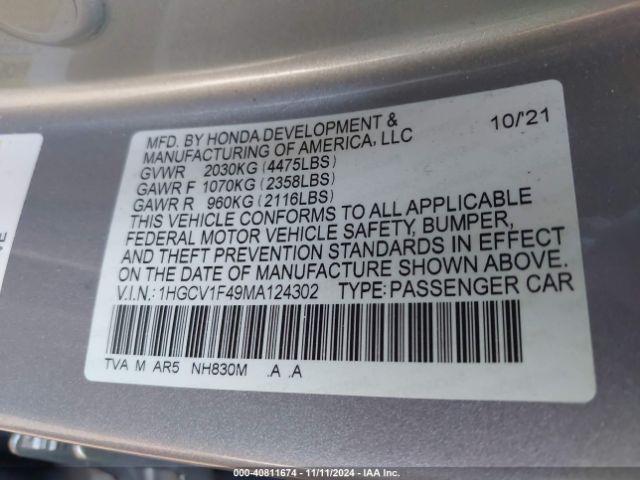 MFD. BY HONDA DEVELOPMENT & 10/'21
MANUFACTURING OF AMERICA, LLC
GVWR 2030KG (4475LBS)
GAWR F 1070KG (2358LBS)
GAWR R 960KG (2116LBS)
THIS VEHICLE CONFORMS TO ALL APPLICABLE
FEDERAL MOTOR VEHICLE SAFETY, BUMPER,
AND THEFT PREVENTION STANDARDS IN EFFECT
ON THE DATE OF MANUFACTURE SHOWN ABOVE.
V.I.N.: 1HGCV1F49MA124302 TYPE: PASSENGER CAR
TVA M AR5 NH830M .A .A
000-40811674 | 11/11/2024 - IAA Inc.